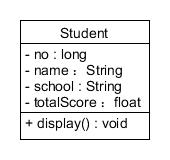 Student
- no : long
- name： String
- school : String
- totalScore： float
+ display() : void